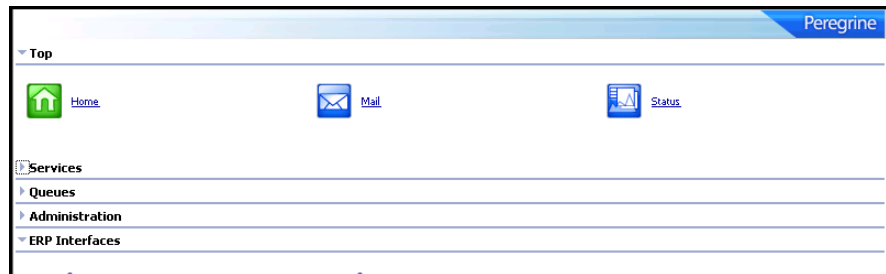 Peregrine
Top
Home
Mail
Status
Services
Queues
Administration
ERP Interfaces